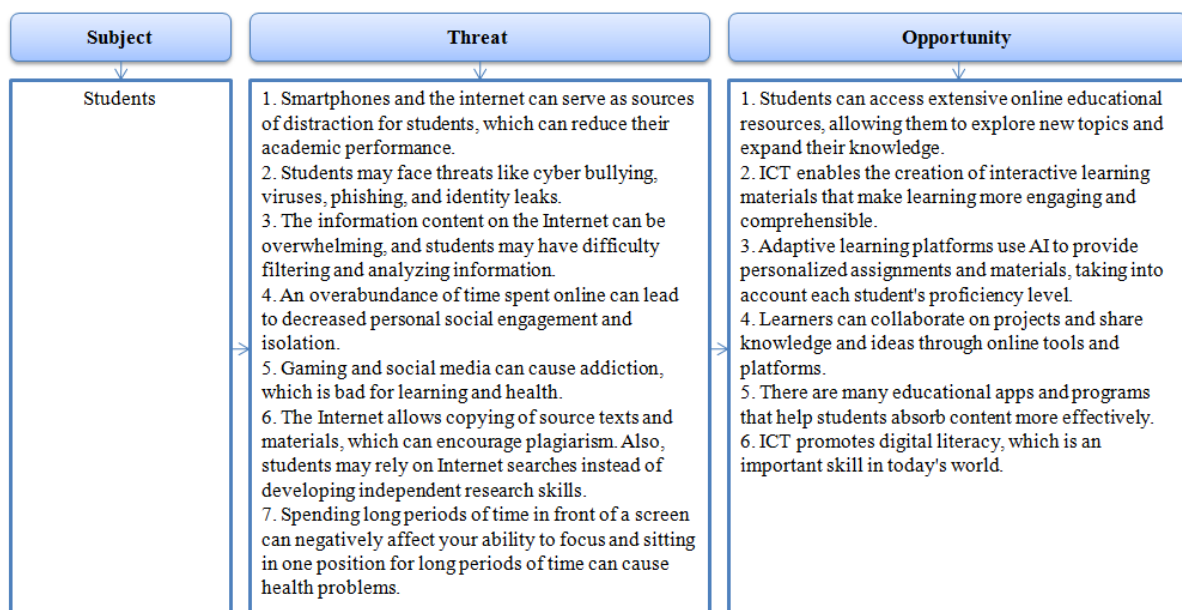 Subject
Threat
Opportunity
Students
1. Smartphones and the internet can serve as sources
of distraction for students, which can reduce their
academic performance.
2. Students may face threats like cyber bullying,
viruses, phishing, and identity leaks.
3. The information content on the Internet can be
overwhelming, and students may have difficulty
filtering and analyzing information.
4. An overabundance of time spent online can lead
to decreased personal social engagement and
isolation.
5. Gaming and social media can cause addiction,
which is bad for learning and health.
6. The Internet allows copying of source texts and
materials, which can encourage plagiarism. Also,
students may rely on Internet searches instead of
developing independent research skills.
7. Spending long periods of time in front of a screen
can negatively affect your ability to focus and sitting
in one position for long periods of time can cause
health problems.
1. Students can access extensive online educational
resources, allowing them to explore new topics and
expand their knowledge.
2. ICT enables the creation of interactive learning
materials that make learning more engaging and
comprehensible.
3. Adaptive learning platforms use AI to provide
personalized assignments and materials, taking into
account each student's proficiency level.
4. Learners can collaborate on projects and share
knowledge and ideas through online tools and
platforms.
5. There are many educational apps and programs
that help students absorb content more effectively.
6. ICT promotes digital literacy, which is an
important skill in today's world.